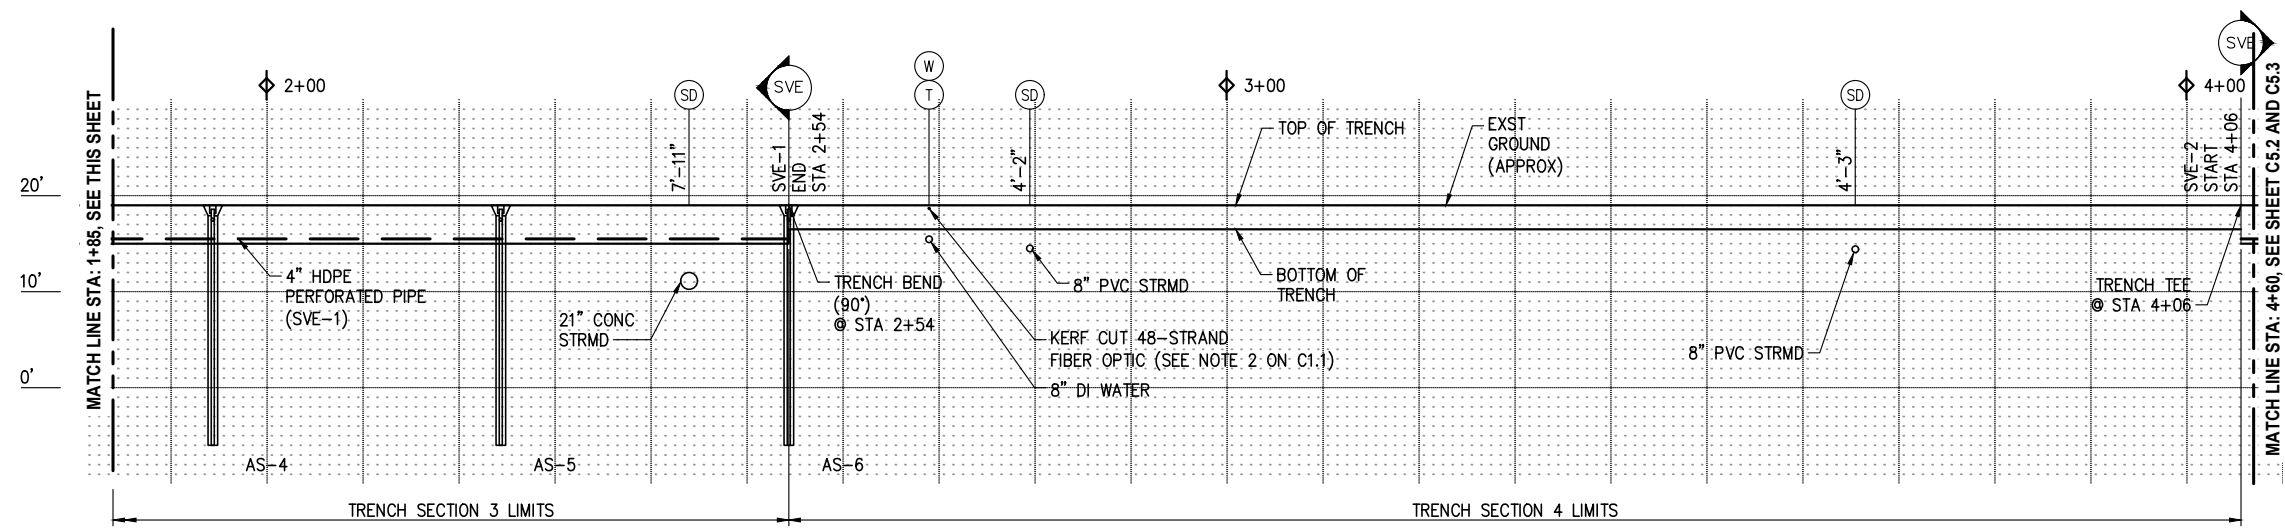 MATCH LINE STA: 1+85, SEE THIS SHEET
20'
10'
0'
2+00
SD
7'-11"
SVE
SVE-1
END
STA 2+54
W
T
SD
4'-2"
3+00
TOP OF TRENCH
EXST
GROUND
(APPROX)
SD
4'-3"
4+00
SVE
SVE-2
START
STA 4+06
MATCH LINE STA: 4+60, SEE SHEET C5.2 AND C5.3
4" HDPE
PERFORATED PIPE
(SVE-1)
21" CONC
STRMD
TRENCH BEND
(90°)
@ STA 2+54
8" PVC STRMD
KERF CUT 48-STRAND
FIBER OPTIC (SEE NOTE 2 ON C1.1)
8" DI WATER
BOTTOM OF
TRENCH
8" PVC STRMD
TRENCH TEE
@ STA 4+06
AS-4
AS-5
AS-6
TRENCH SECTION 3 LIMITS
TRENCH SECTION 4 LIMITS